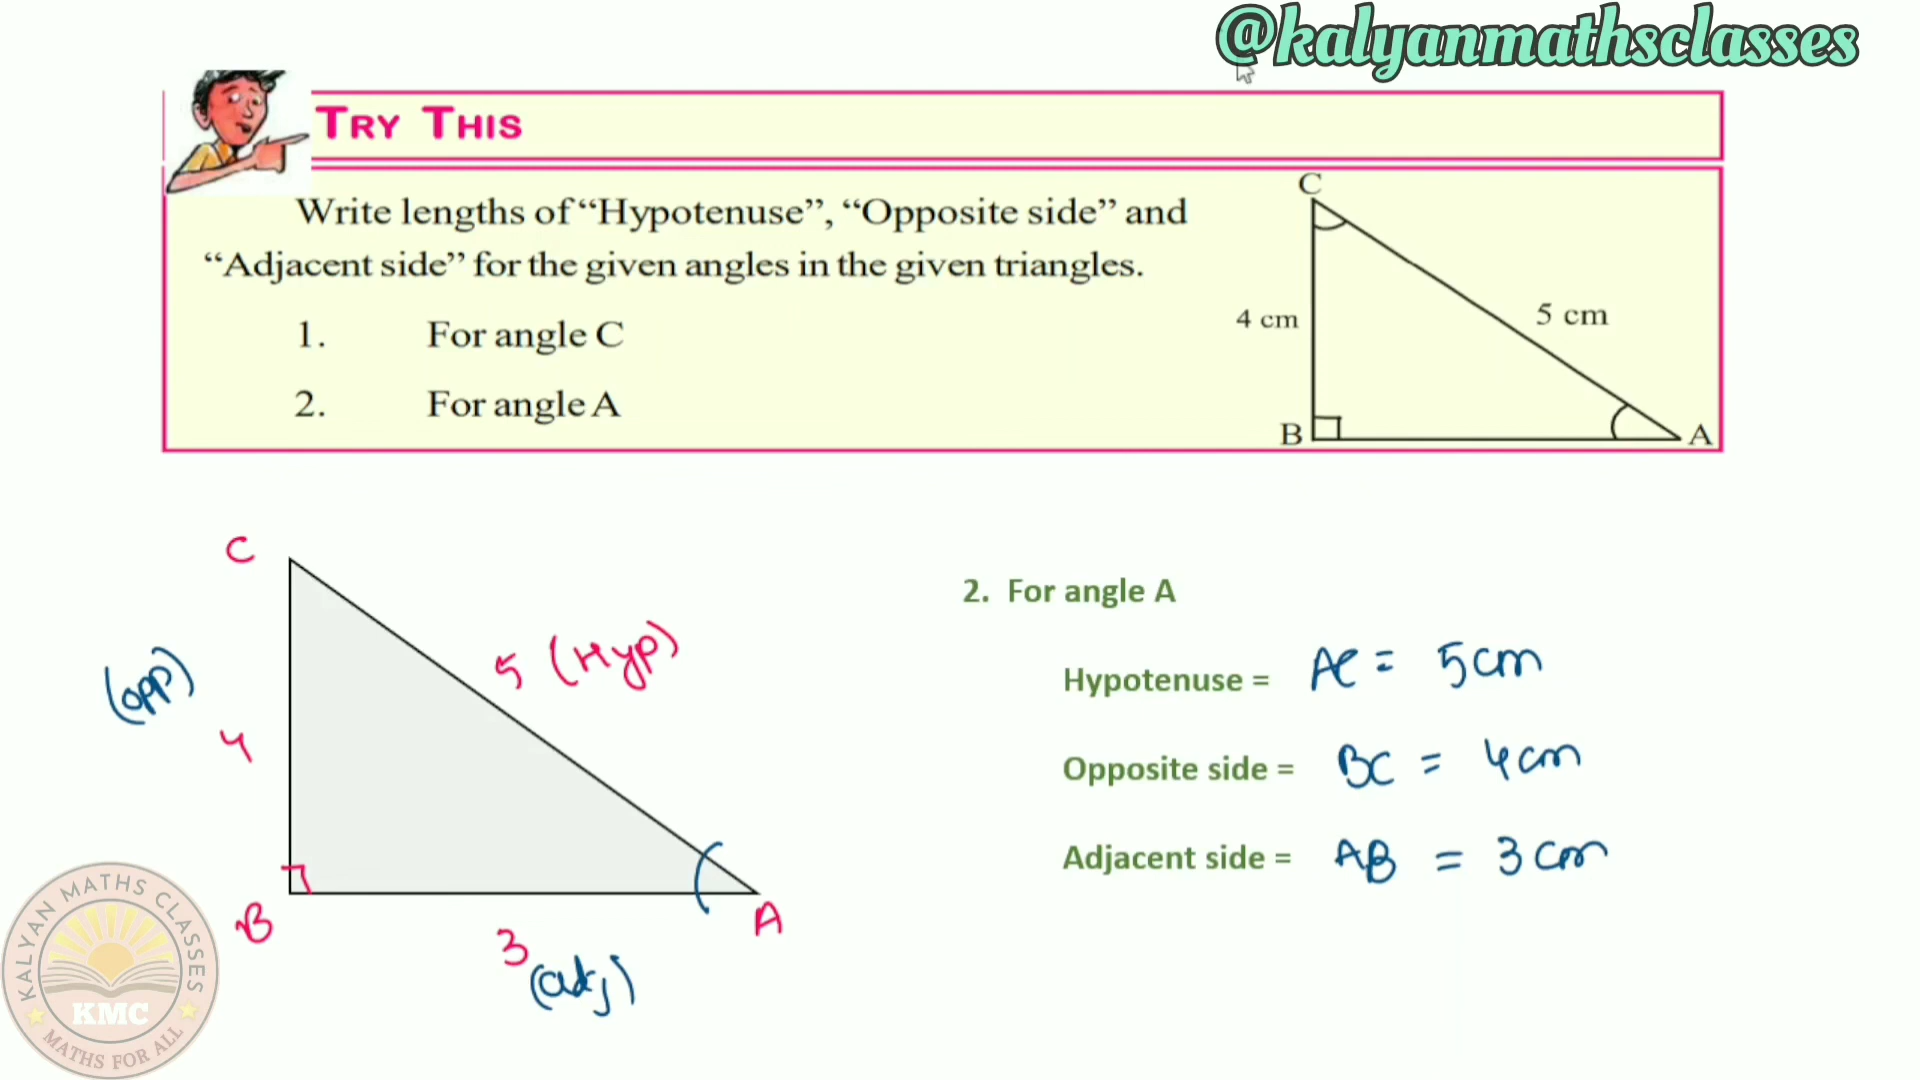 @kalyanmathsclasses
TRY THIS
Write lengths of “Hypotenuse”, “Opposite side” and
“Adjacent side” for the given angles in the given triangles.
1. For angle C
2. For angle A
C
4 cm
5 cm
B
A
C
(opp)
4
5 (Hyp)
B
A
3
(adj)
2. For angle A
Hypotenuse = AC = 5cm
Opposite side = BC = 4cm
Adjacent side = AB = 3cm
KALYAN MATHS CLASSES
KMC
MATHS FOR ALL